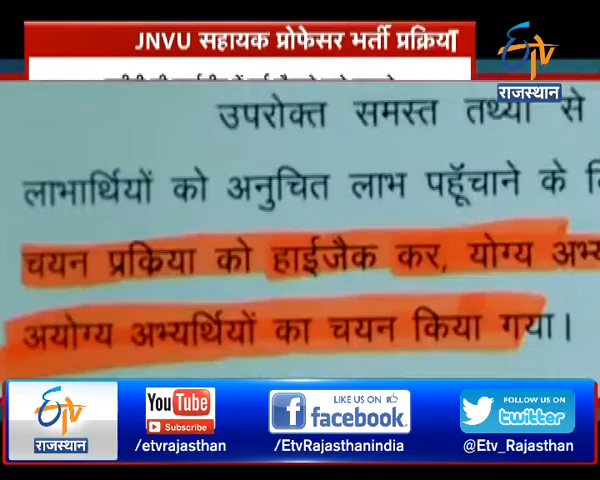 JNVU सहायक प्रोफेसर भर्ती प्रक्रिया
ETV
राजस्थान
उपरोक्त समस्त तथ्यों से
लाभार्थियों को अनुचित लाभ पहूँचाने के
चयन प्रकिया को हाईजैक कर, योग्य
अयोग्य अभ्यर्थियों का चयन किया गया।
ETV
राजस्थान
YouTube
Subscribe
/etvrajasthan
LIKE US ON
facebook
/EtvRajasthanindia
FOLLOW US ON
twitter
@Etv_Rajasthan